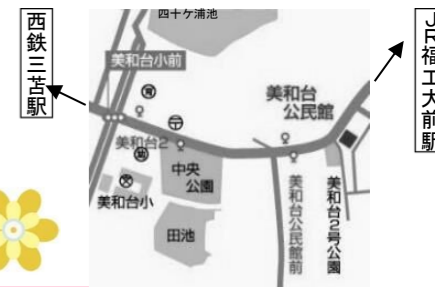 四十ケ浦池
西鉄三苫駅
JR福工大前駅
美和台小前
美和台
公民館
美和台2
中央
公園
美和台小
田池
美和台公民館前
美和台2号公園